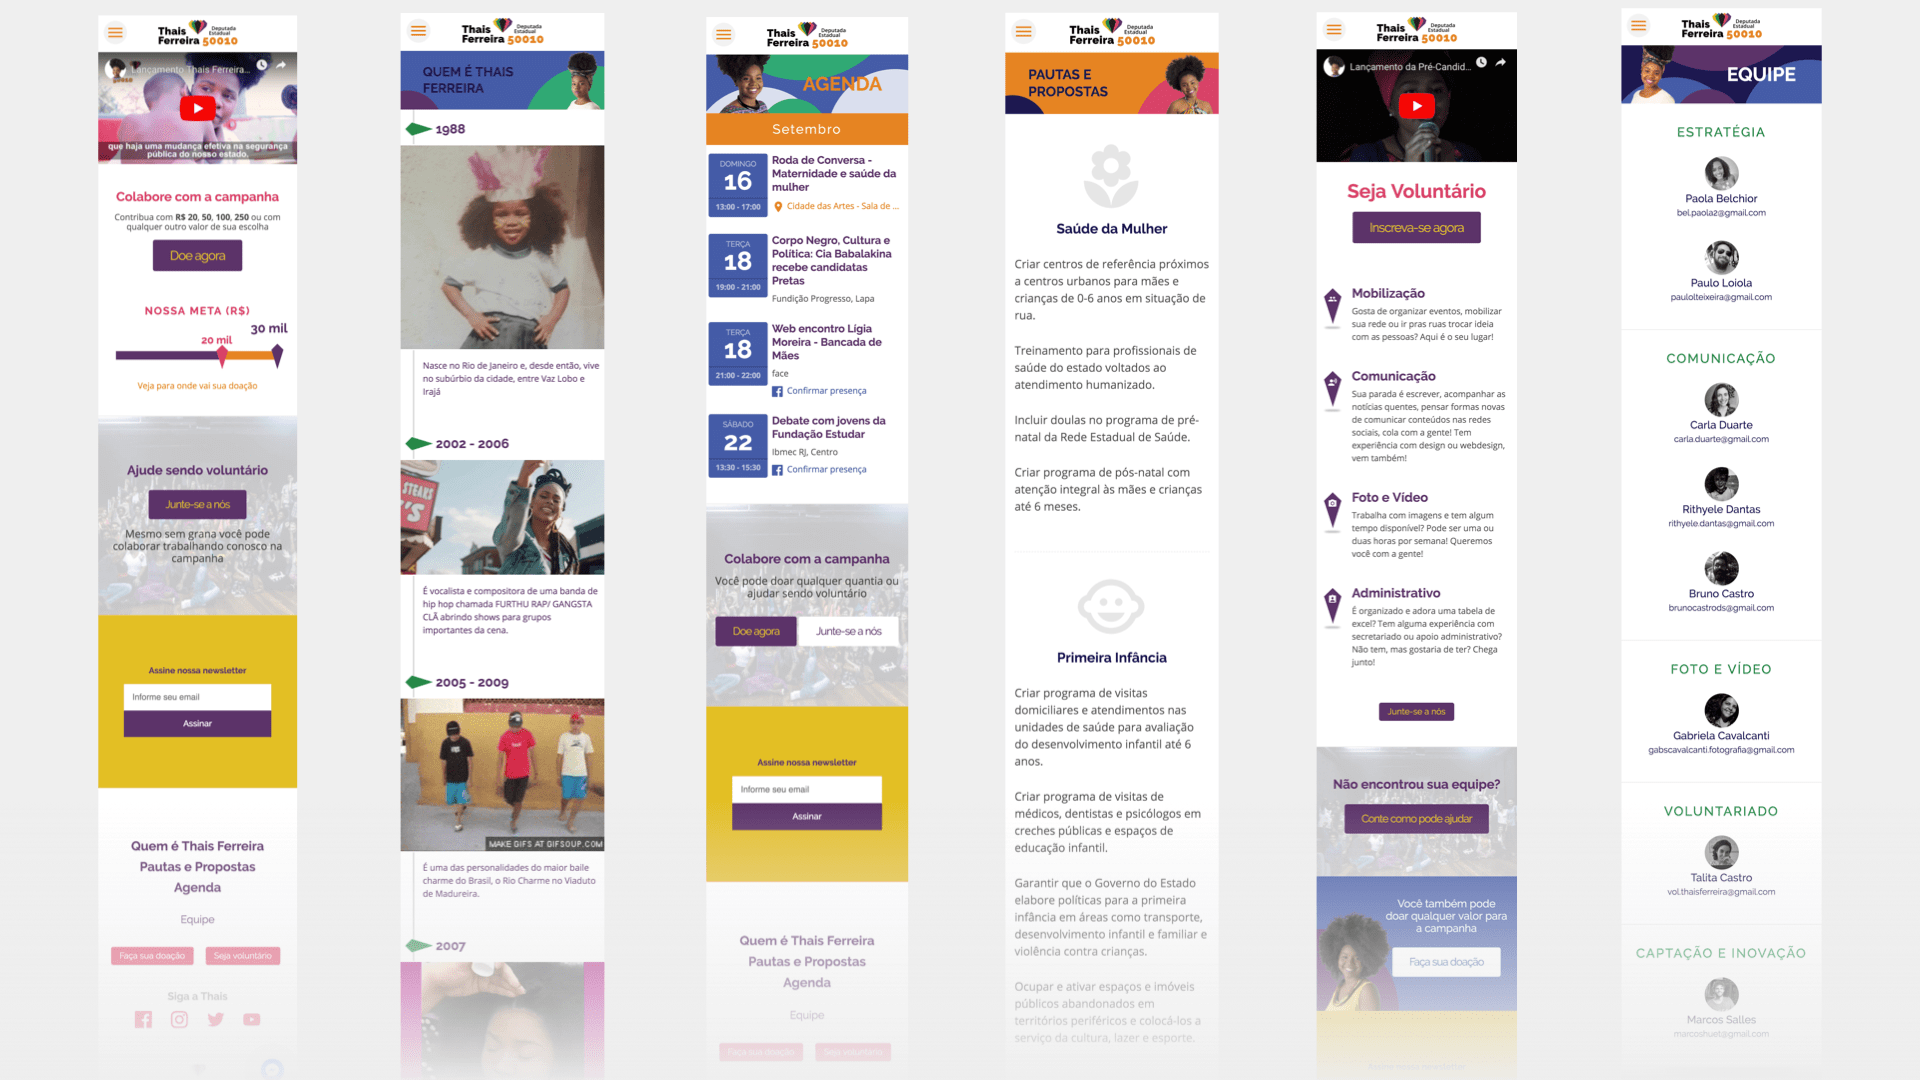 Thais
Ferreira 50010
Deputada
Estadual
Lançamento Thais Ferreira...
que haja uma mudança efetiva na segurança
pública do nosso estado.
Colabore com a campanha
Contribua com R$ 20, 50, 100, 250 ou com
qualquer outro valor de sua escolha
Doe agora
NOSSA META (R$)
30 mil
20 mil
Veja para onde vai sua doação
Ajude sendo voluntário
Junte-se a nós
Mesmo sem grana você pode
colaborar trabalhando conosco na
campanha
Assine nossa newsletter
Informe seu email
Assinar
Quem é Thais Ferreira
Pautas e Propostas
Agenda
Equipe
Faça sua doação
Seja voluntário
Siga a Thais
Thais
Ferreira 50010
Deputada
Estadual
QUEM É THAIS
FERREIRA
1988
Nasce no Rio de Janeiro e, desde então, vive
no subúrbio da cidade, entre Vaz Lobo e
Irajá
2002 - 2006
STEAKS
É vocalista e compositora de uma banda de
hip hop chamada FURTHU RAP/ GANGSTA
CLÃ abrindo shows para grupos
importantes da cena.
2005 - 2009
MAKE GIFS AT GIFSOUP.COM
É uma das personalidades do maior baile
charme do Brasil, o Rio Charme no Viaduto
de Madureira.
2007
Thais
Ferreira 50010
Deputada
Estadual
AGENDA
Setembro
DOMINGO
16
13:00 - 17:00
Roda de Conversa -
Maternidade e saúde da
mulher
Cidade das Artes - Sala de ...
TERÇA
18
19:00 - 21:00
Corpo Negro, Cultura e
Política: Cia Babalakina
recebe candidatas
Pretas
Fundição Progresso, Lapa
TERÇA
18
21:00 - 22:00
Web encontro Lígia
Moreira - Bancada de
Mães
face
Confirmar presença
SÁBADO
22
13:30 - 15:30
Debate com jovens da
Fundação Estudar
Ibmec RJ, Centro
Confirmar presença
Colabore com a campanha
Você pode doar qualquer quantia ou
ajudar sendo voluntário
Doe agora
Junte-se a nós
Assine nossa newsletter
Informe seu email
Assinar
Quem é Thais Ferreira
Pautas e Propostas
Agenda
Equipe
Faça sua doação
Seja voluntário
Thais
Ferreira 50010
Deputada
Estadual
PAUTAS E
PROPOSTAS
Saúde da Mulher
Criar centros de referência próximos
a centros urbanos para mães e
crianças de 0-6 anos em situação de
rua.
Treinamento para profissionais de
saúde do estado voltados ao
atendimento humanizado.
Incluir doulas no programa de pré-
natal da Rede Estadual de Saúde.
Criar programa de pós-natal com
atenção integral às mães e crianças
até 6 meses.
Primeira Infância
Criar programa de visitas
domiciliares e atendimentos nas
unidades de saúde para avaliação
do desenvolvimento infantil até 6
anos.
Criar programa de visitas de
médicos, dentistas e psicólogos em
creches públicas e espaços de
educação infantil.
Garantir que o Governo do Estado
elabore políticas para a primeira
infância em áreas como transporte,
desenvolvimento infantil e familiar e
violência contra crianças.
Ocupar e ativar espaços e imóveis
públicos abandonados em
territórios periféricos e colocá-los a
serviço da cultura, lazer e esporte.
Thais
Ferreira 50010
Deputada
Estadual
Lançamento da Pré-Candid...
Seja Voluntário
Inscreva-se agora
Mobilização
Gosta de organizar eventos, mobilizar
sua rede ou ir pras ruas trocar ideia
com as pessoas? Aqui é o seu lugar!
Comunicação
Sua parada é escrever, acompanhar as
notícias quentes, pensar formas novas
de comunicar conteúdos nas redes
sociais, cola com a gente! Tem
experiência com design ou webdesign,
vem também!
Foto e Vídeo
Trabalha com imagens e tem algum
tempo disponível? Pode ser uma ou
duas horas por semana! Queremos
você com a gente!
Administrativo
É organizado e adora uma tabela de
excel? Tem alguma experiência com
secretariado ou apoio administrativo?
Não tem, mas gostaria de ter? Chega
junto!
Junte-se a nós
Não encontrou sua equipe?
Conte como pode ajudar
Você também pode
doar qualquer valor para
a campanha
Faça sua doação
Assine nossa newsletter
Thais
Ferreira 50010
Deputada
Estadual
EQUIPE
ESTRATÉGIA
Paola Belchior
bel.paola2@gmail.com
Paulo Loiola
paulolteixeira@gmail.com
COMUNICAÇÃO
Carla Duarte
carla.duarte@gmail.com
Rithyele Dantas
rithyele.dantas@gmail.com
Bruno Castro
brunocastrods@gmail.com
FOTO E VÍDEO
Gabriela Cavalcanti
gabscavalcanti.fotografia@gmail.com
VOLUNTARIADO
Talita Castro
vol.thaisferreira@gmail.com
CAPTAÇÃO E INOVAÇÃO
Marcos Salles
marcoshuet@gmail.com